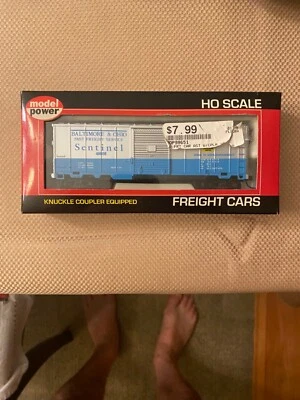 model
power
HO SCALE
$7.99
BALTIMORE & OHIO
Sentinel
KNUCKLE COUPLER EQUIPPED
FREIGHT CARS